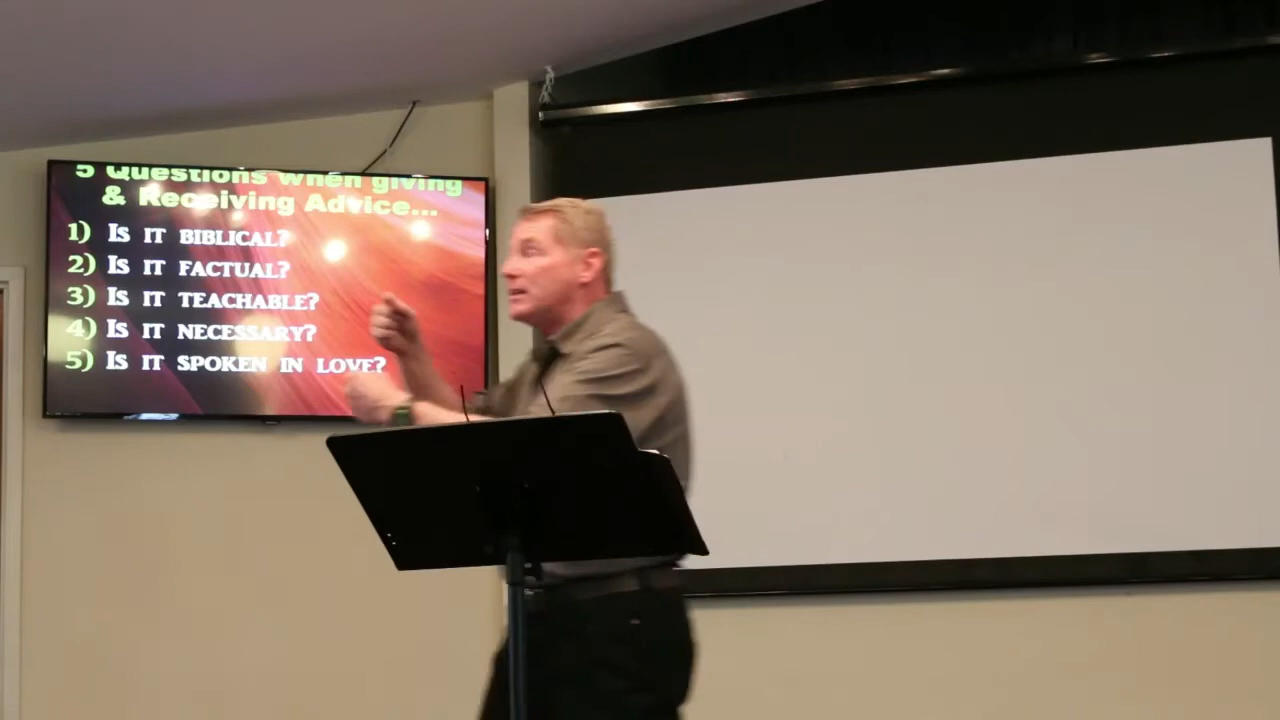 5 Questions when giving
& Receiving Advice...
1) Is it biblical?
2) Is it factual?
3) Is it teachable?
4) Is it necessary?
5) Is it spoken in love?